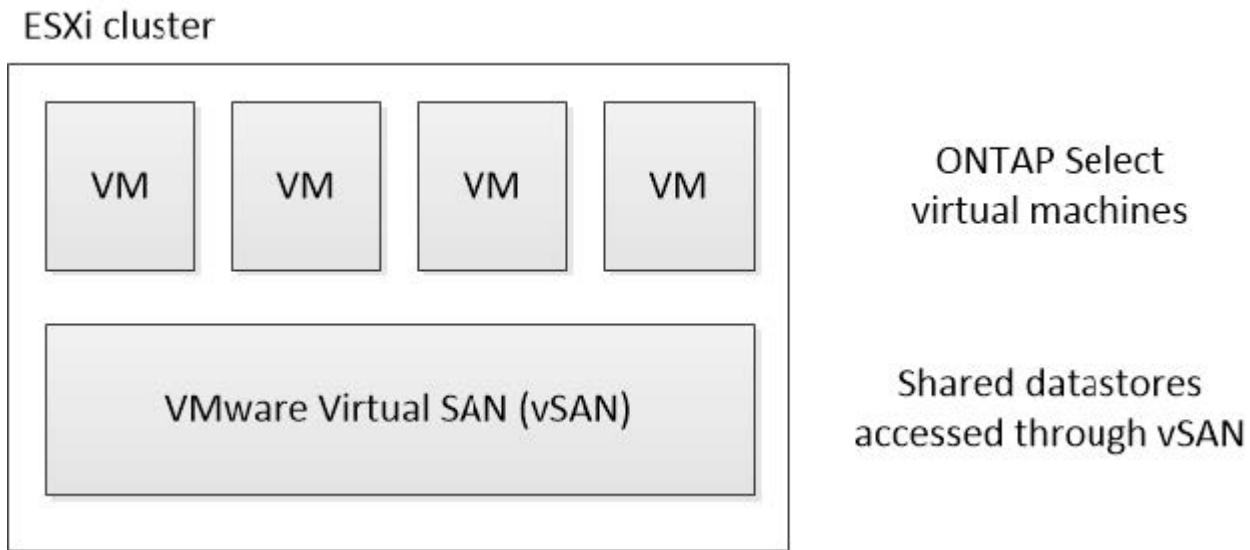 ESXi cluster
VM VM VM VM
ONTAP Select
virtual machines
VMware Virtual SAN (vSAN)
Shared datastores
accessed through vSAN